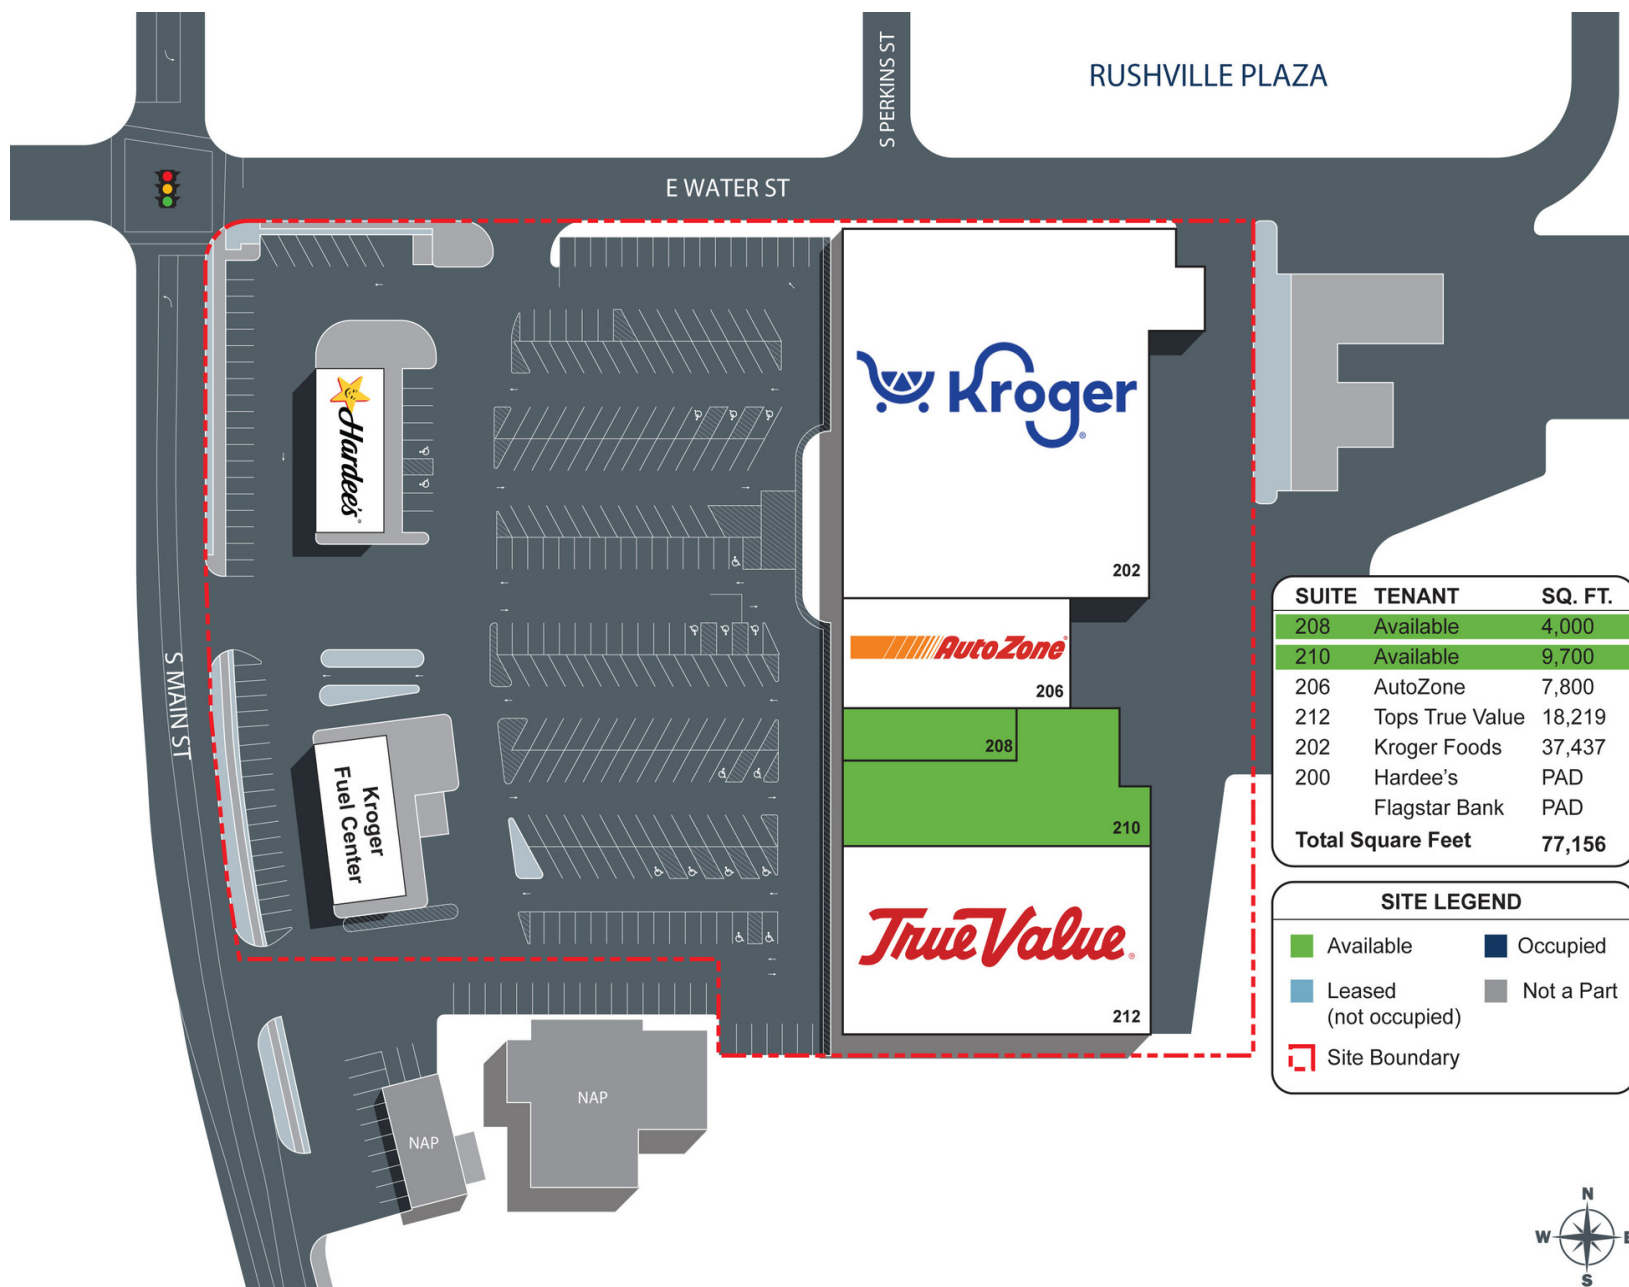 RUSHVILLE PLAZA
S PERKINS ST
E WATER ST
Kroger
®
202
Hardee's®
AutoZone®
206
208
210
Kroger
Fuel Center
S MAIN ST
True Value®
212
NAP
NAP
SUITE TENANT SQ. FT.
208 Available 4,000
210 Available 9,700
206 AutoZone 7,800
212 Tops True Value 18,219
202 Kroger Foods 37,437
200 Hardee’s PAD
Flagstar Bank PAD
Total Square Feet 77,156
SITE LEGEND
Available
Occupied
Leased
(not occupied)
Not a Part
Site Boundary
N
W E
S